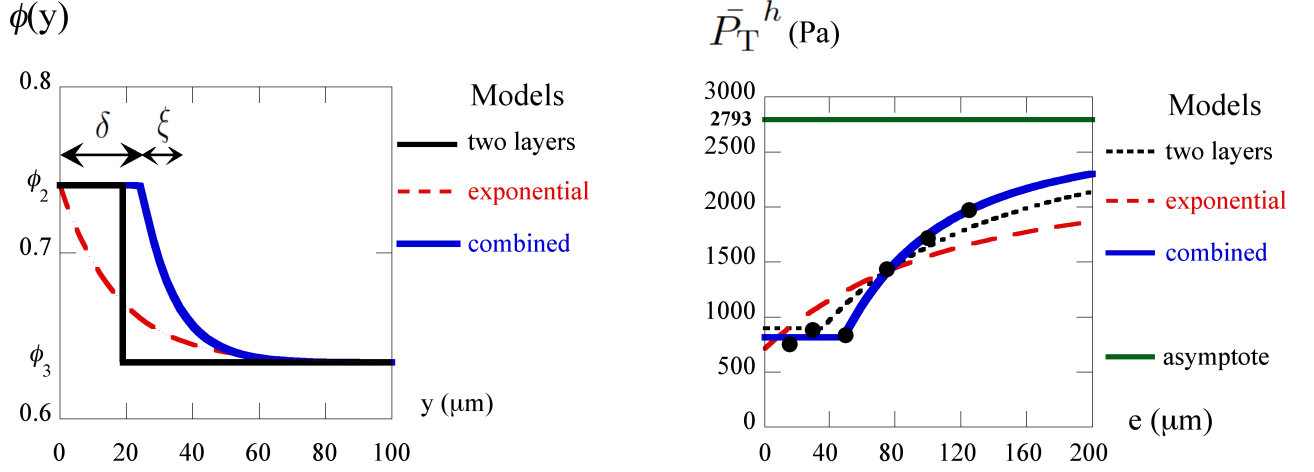 ϕ(y)
0.8
δ
ξ
ϕ2
0.7
ϕ3
0.6
0 20 40 60 80 100
y (μm)
Models
two layers
exponential
combined
P̄T h (Pa)
3000
2793
2500
2000
1500
1000
500
0
0 40 80 120 160 200
e (μm)
Models
two layers
exponential
combined
asymptote